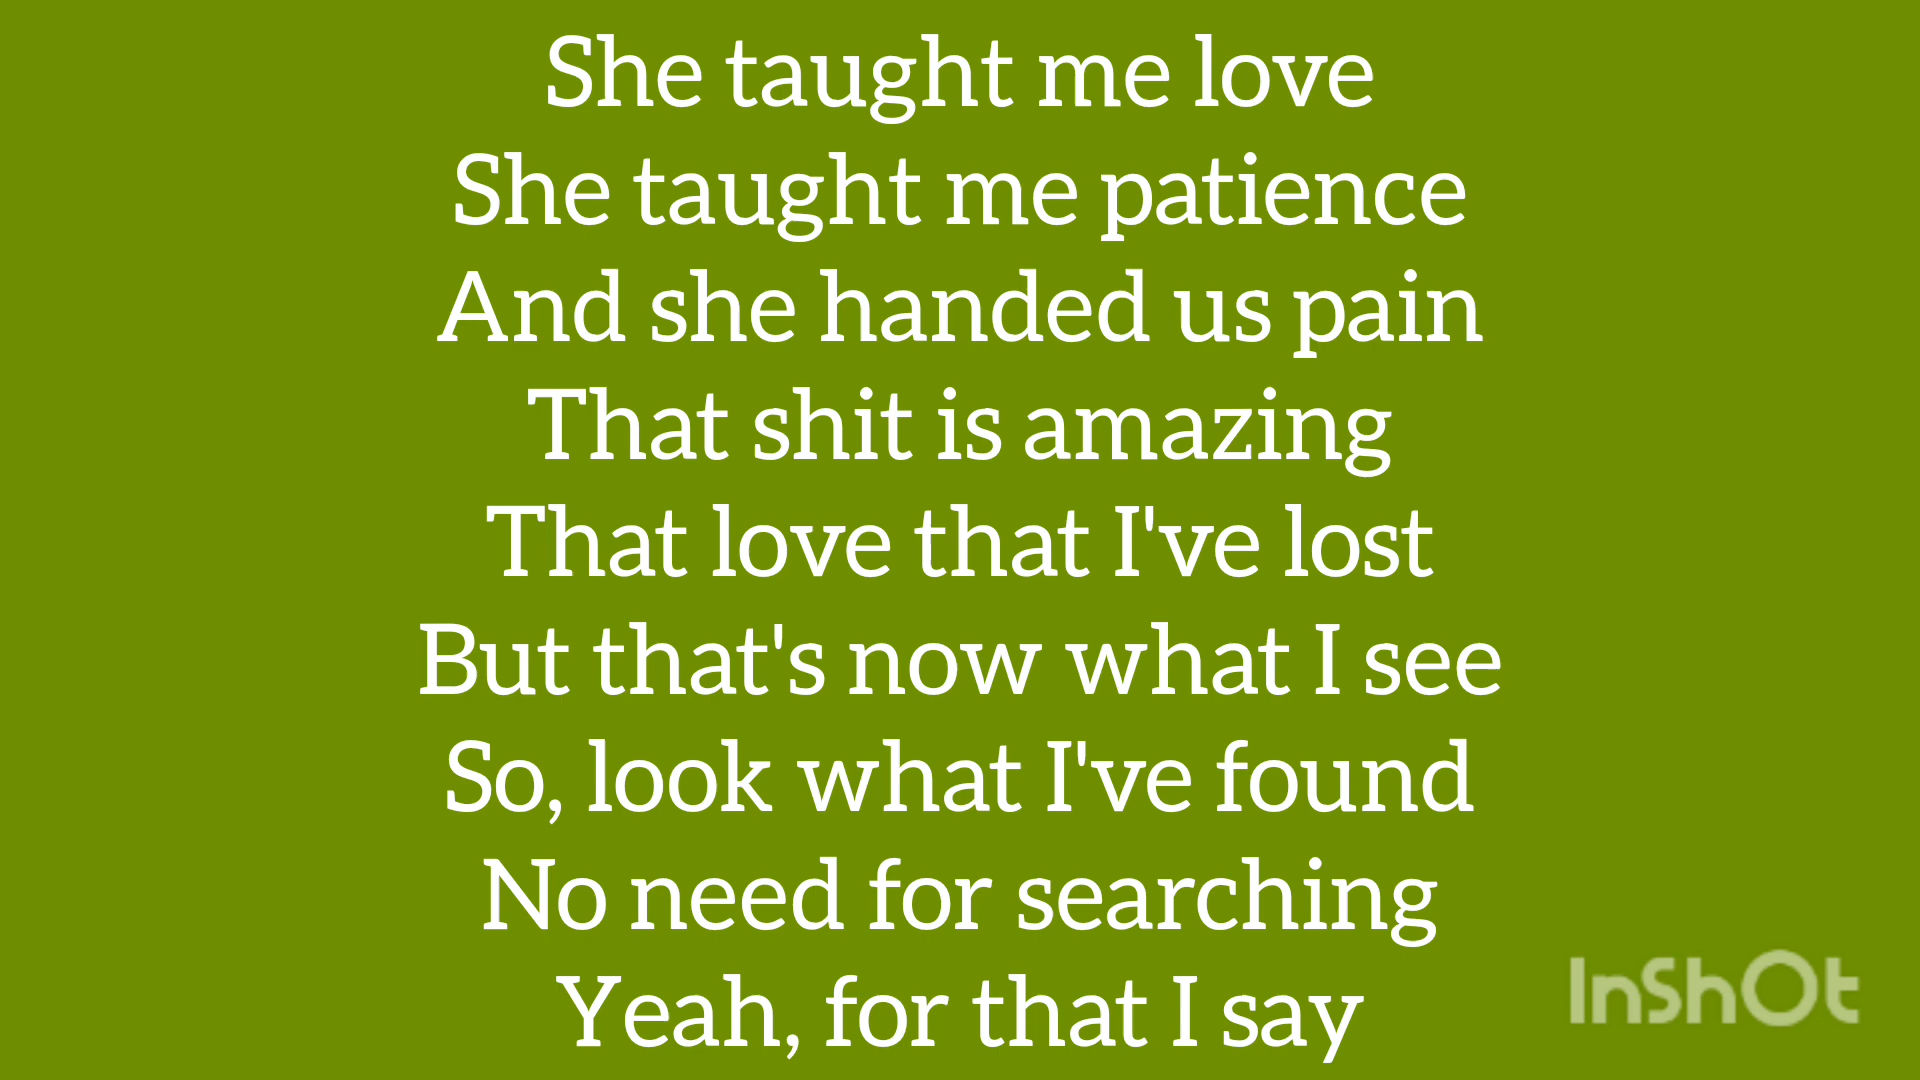 She taught me love
She taught me patience
And she handed us pain
That shit is amazing
That love that I've lost
But that's now what I see
So, look what I've found
No need for searching
Yeah, for that I say
InShOt